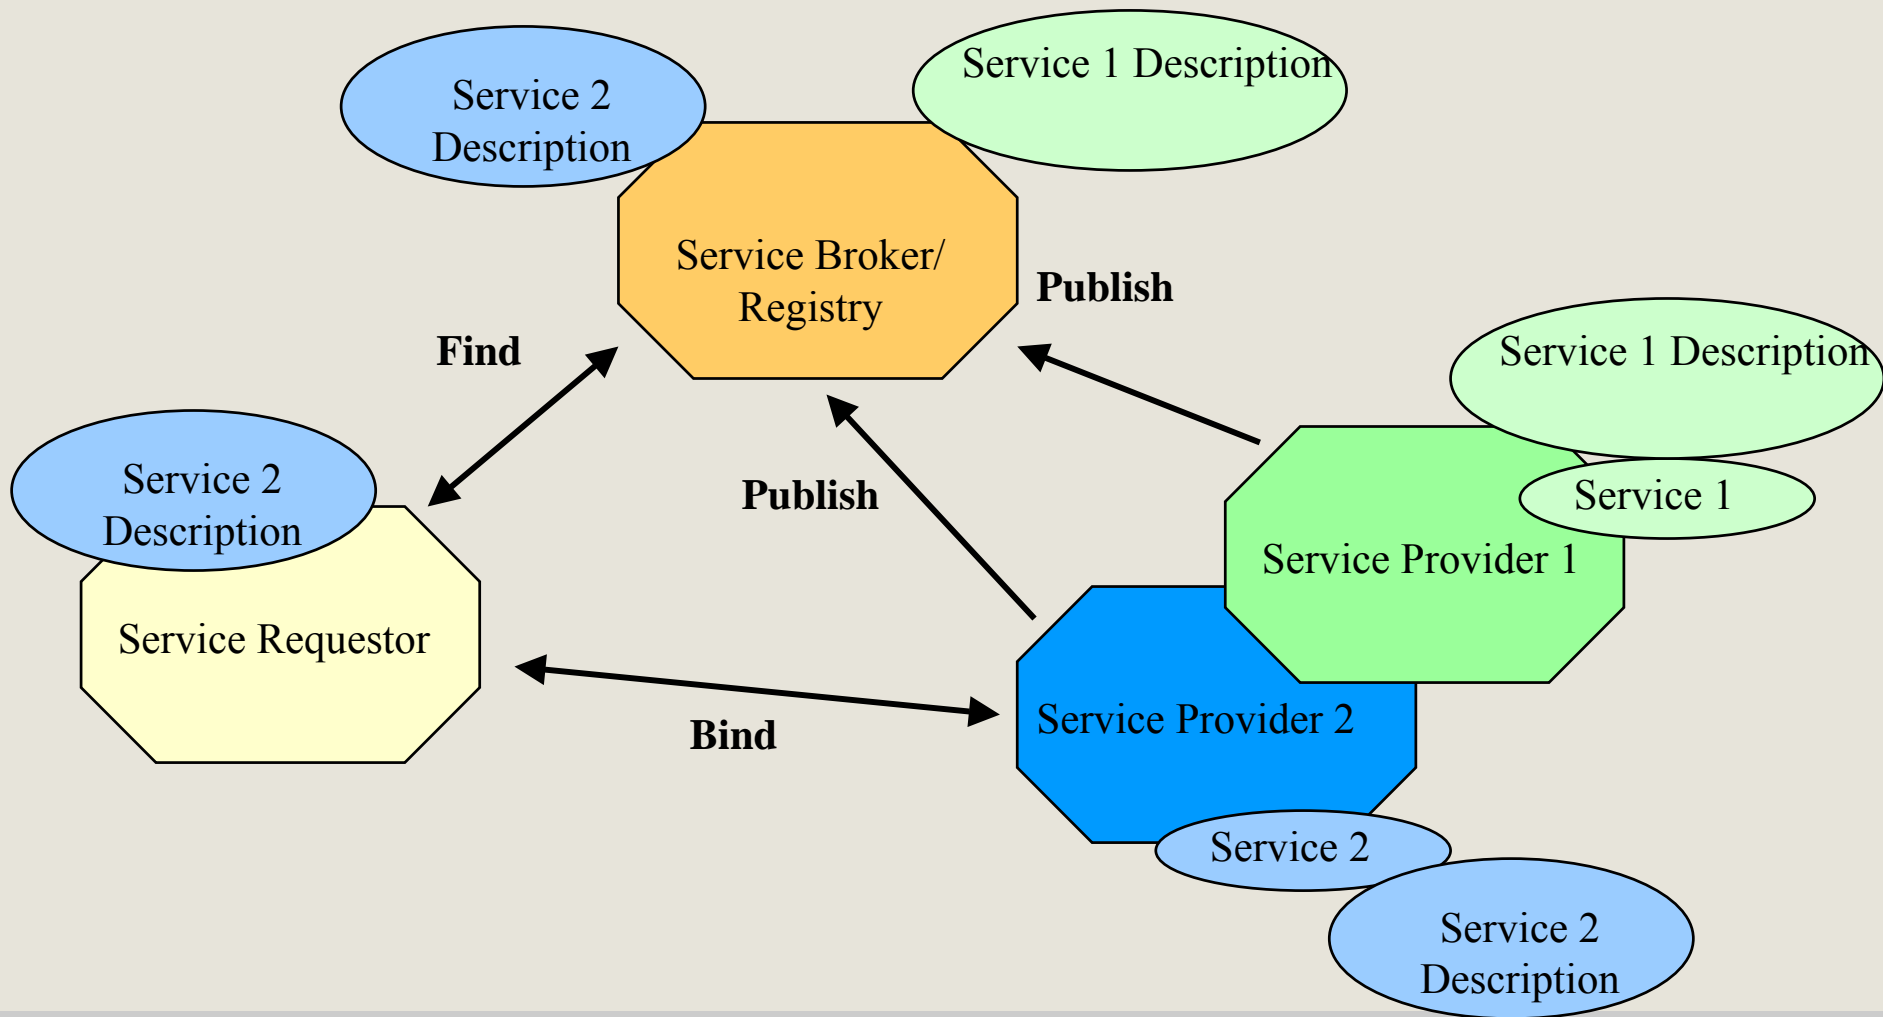 Service 1 Description
Service 2
Description
Service Broker/
Registry
Publish
Find
Service 1 Description
Service 2
Description
Publish
Service 1
Service Provider 1
Service Requestor
Service Provider 2
Bind
Service 2
Service 2
Description